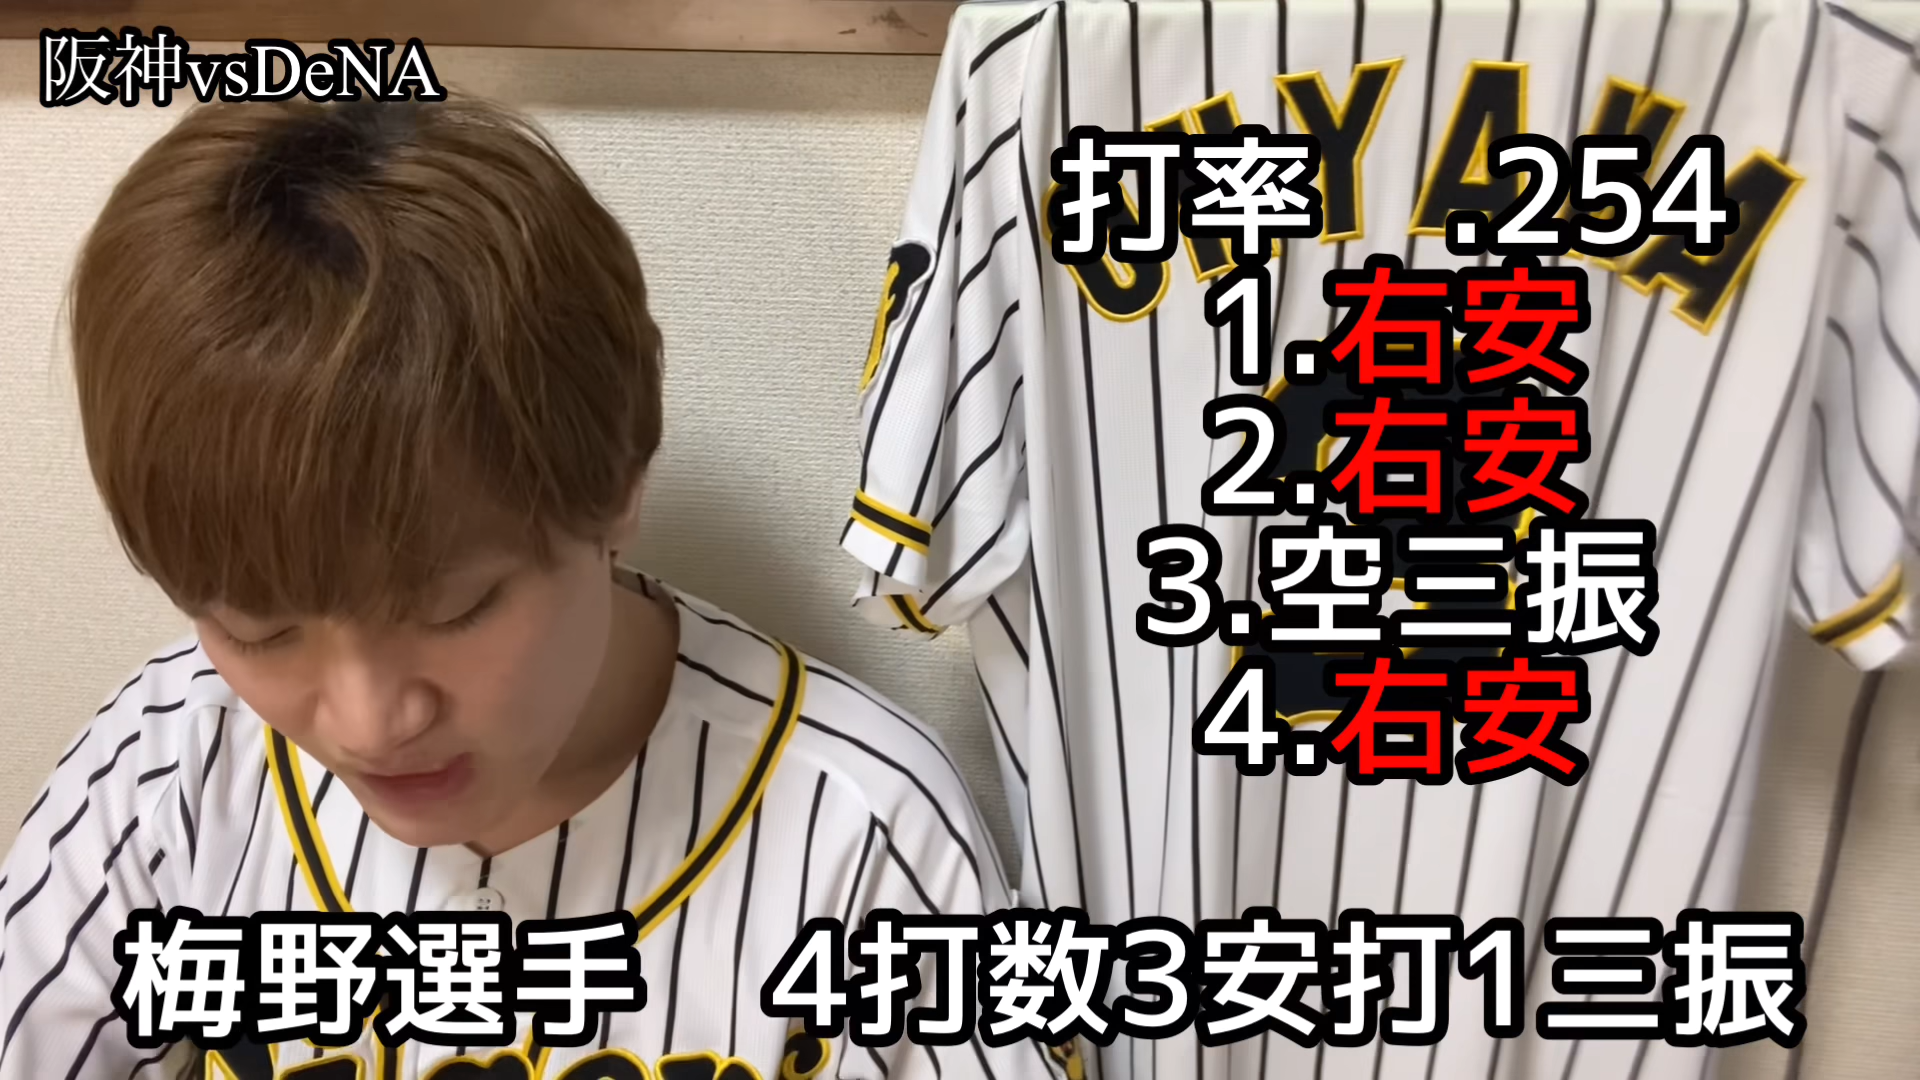 阪神vsDeNA
OHYAMA
打率 .254
1.右安
2.右安
3.空三振
4.右安
梅野選手 4打数3安打1三振